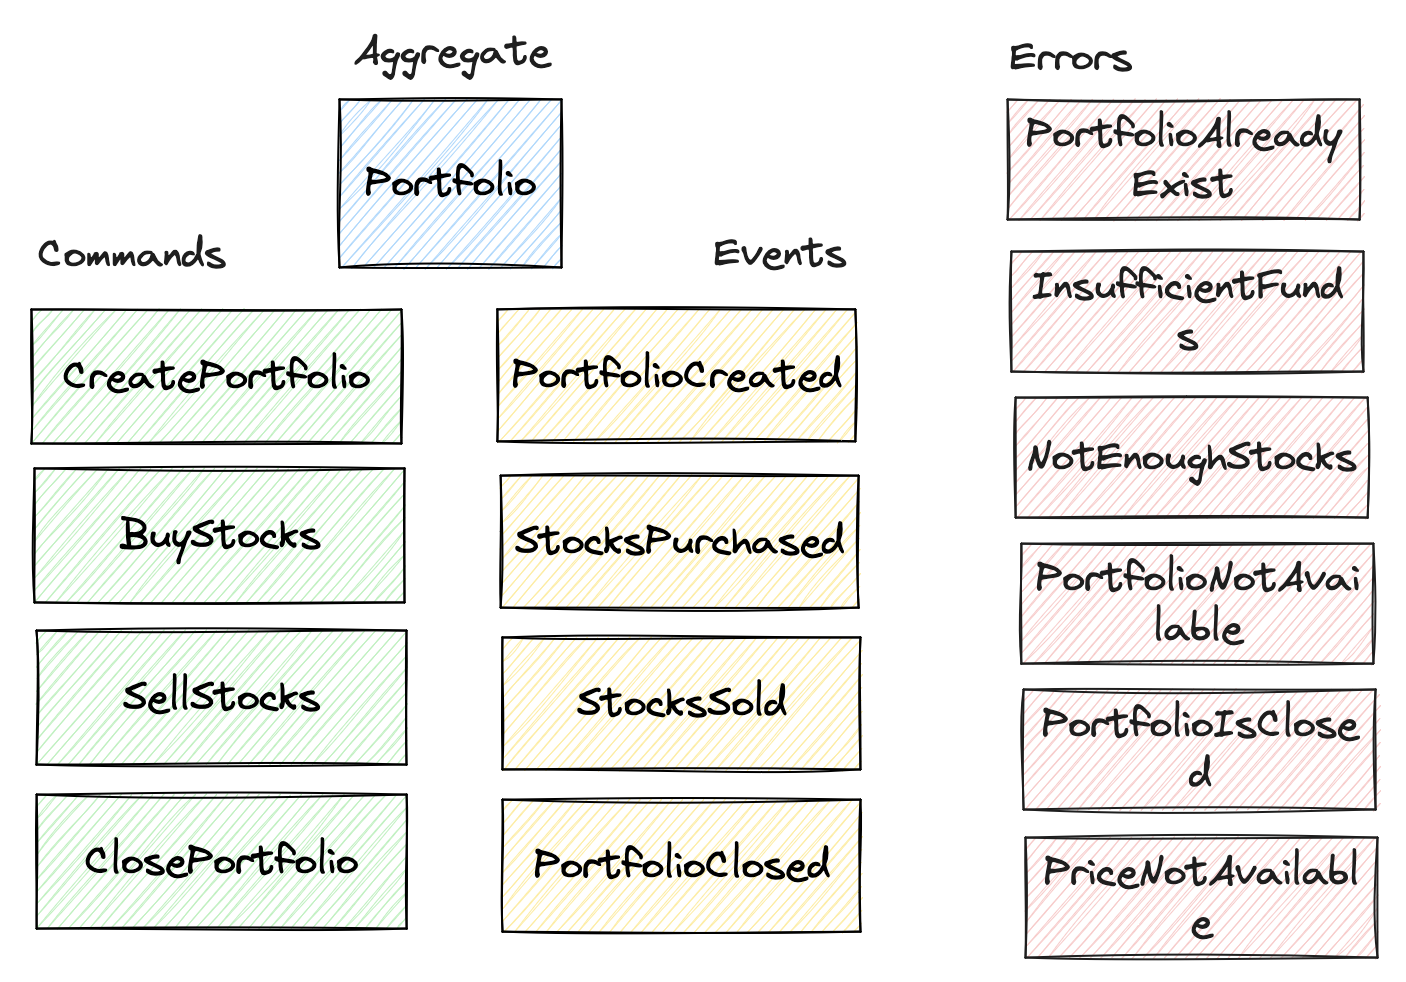 Aggregate
Portfolio
Commands
CreatePortfolio
BuyStocks
SellStocks
ClosePortfolio
Events
PortfolioCreated
StocksPurchased
StocksSold
PortfolioClosed
Errors
PortfolioAlready
Exist
InsufficientFund
s
NotEnoughStocks
PortfolioNotAvai
lable
PortfolioIsClose
d
PriceNotAvailabl
e